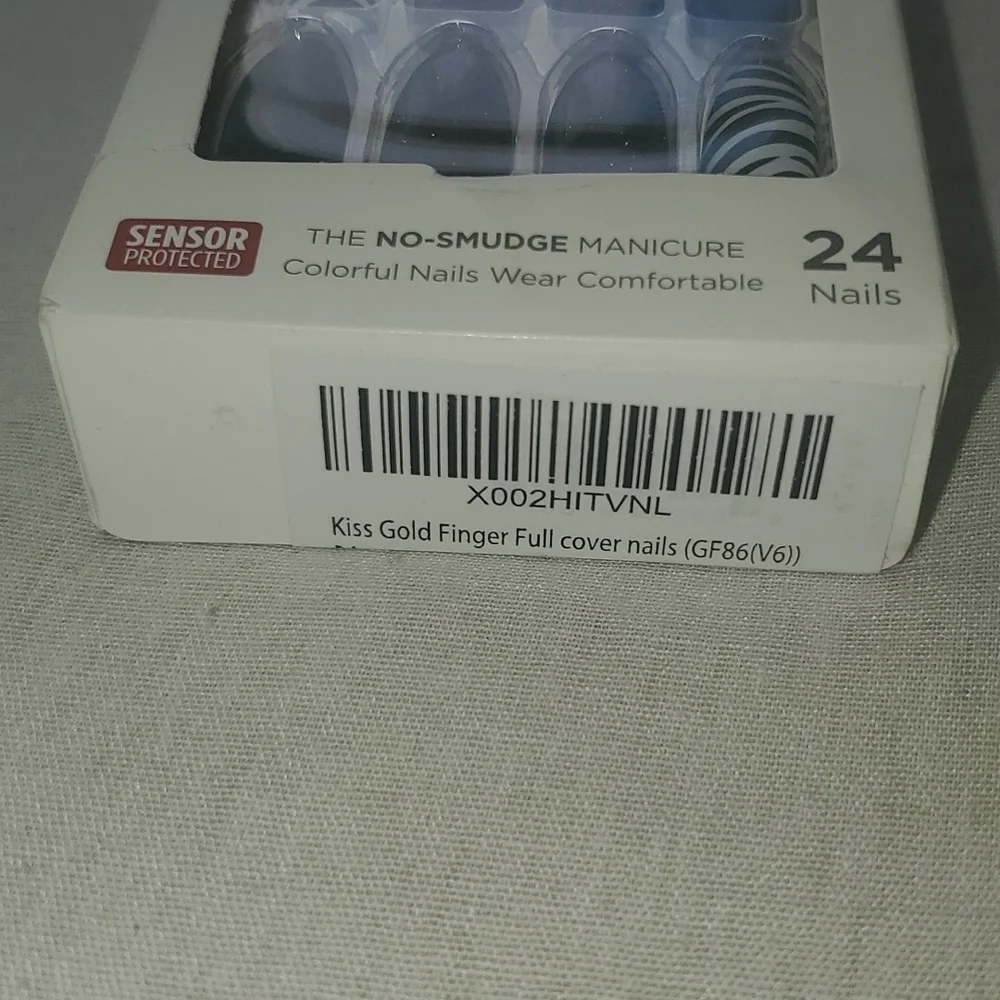 SENSOR
PROTECTED
THE NO-SMUDGE MANICURE
Colorful Nails Wear Comfortable
24
Nails
X002HITVNL
Kiss Gold Finger Full cover nails (GF86(V6))